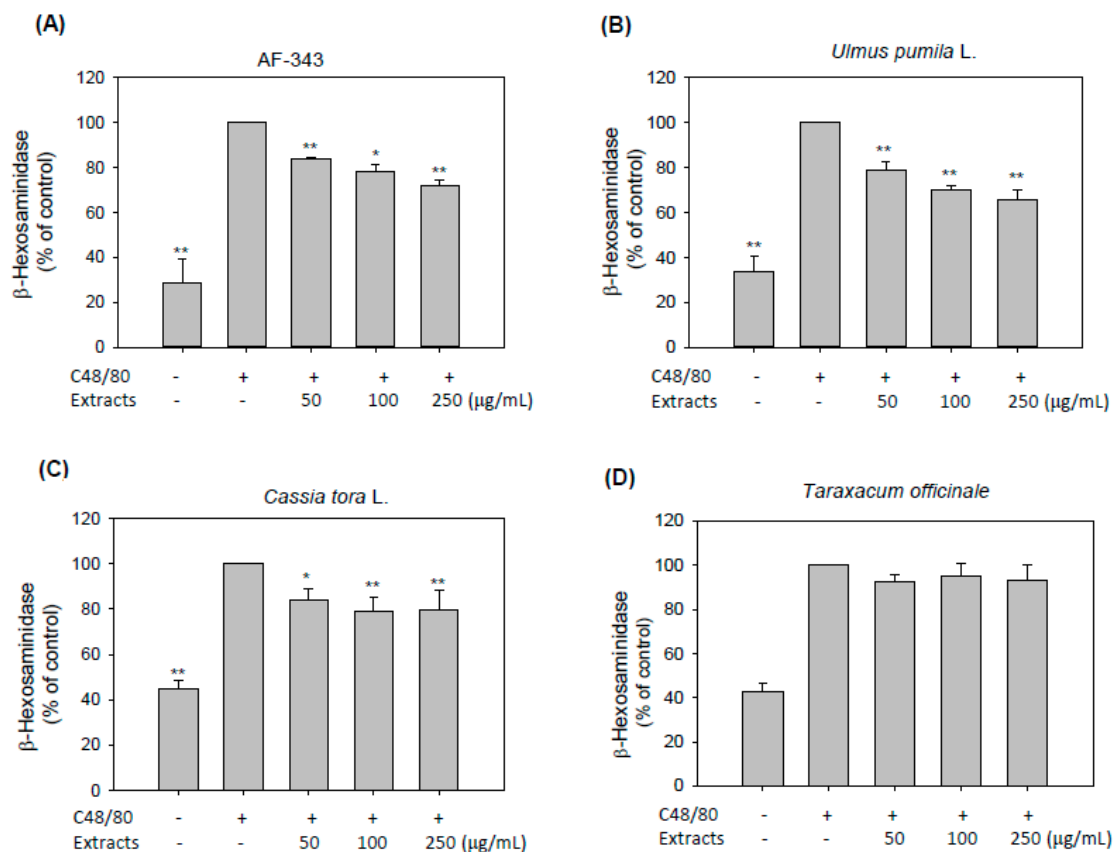 (A)
AF-343
β-Hexosaminidase
(% of control)
120
100
80
60
40
20
0
**
**
*
**
C48/80 - + + + +
Extracts - - 50 100 250 (μg/mL)
(B)
Ulmus pumila L.
β-Hexosaminidase
(% of control)
120
100
80
60
40
20
0
**
**
**
**
C48/80 - + + + +
Extracts - - 50 100 250 (μg/mL)
(C)
Cassia tora L.
β-Hexosaminidase
(% of control)
120
100
80
60
40
20
0
**
*
**
**
C48/80 - + + + +
Extracts - - 50 100 250 (μg/mL)
(D)
Taraxacum officinale
β-Hexosaminidase
(% of control)
120
100
80
60
40
20
0
C48/80 - + + + +
Extracts - - 50 100 250 (μg/mL)